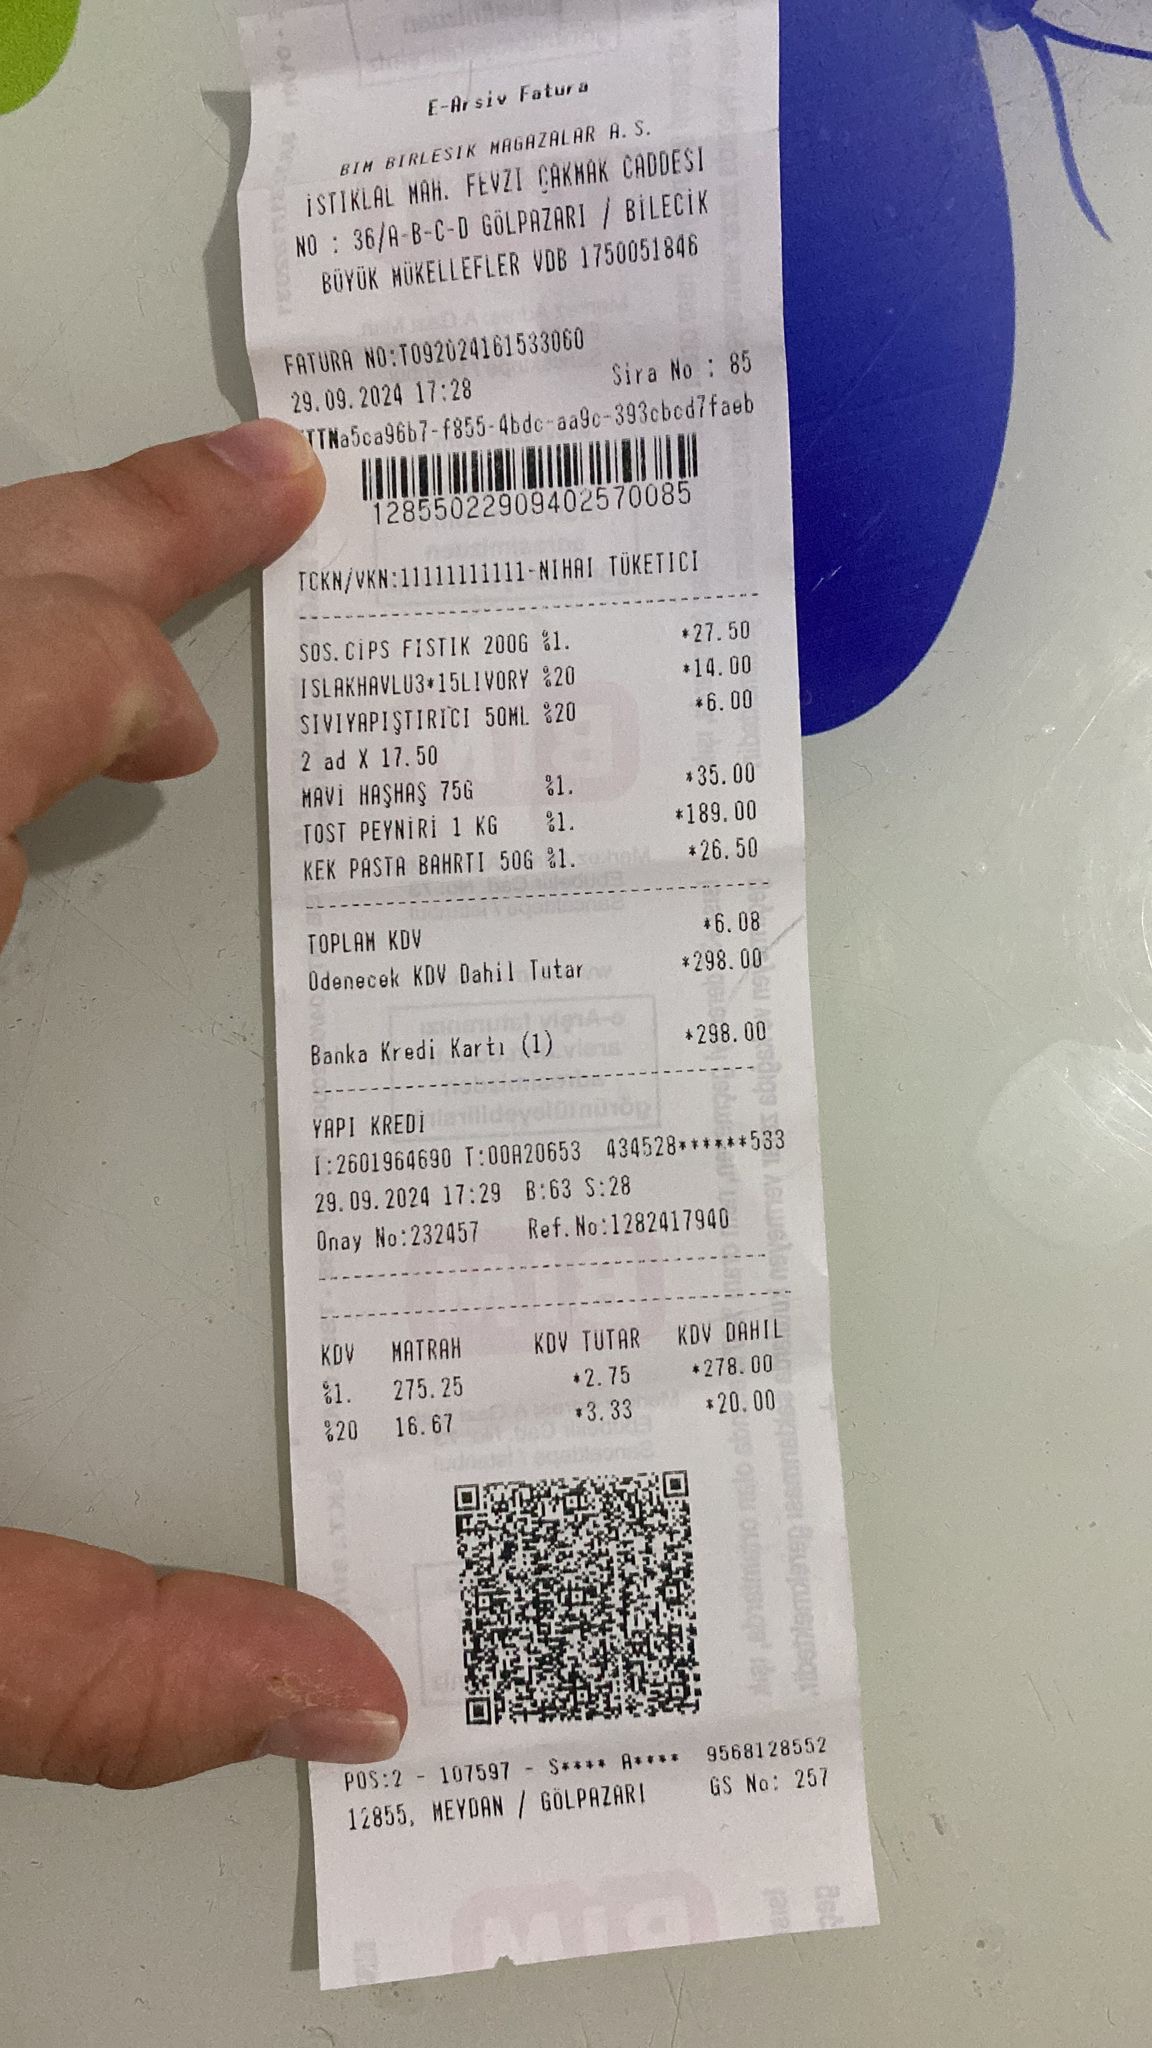 E-Arsiv Fatura
BIM BIRLESIK MAGAZALAR A.S.
İSTIKLAL MAH. FEVZI ÇAKMAK CADDESI
NO : 36/A-B-C-D GÖLPAZARI / BİLECİK
BÜYÜK MÜKELLEFLER VDB 1750051846
FATURA NO:T092024161533060
29.09.2024 17:28 Sira No : 85
TTNa5ca96b7-f855-4bdc-aa9c-393cbcd7faeb
12855022909402570085
TCKN/VKN:11111111111-NIHAI TÜKETICI
SOS.CİPS FISTIK 200G %1. *27.50
ISLAKHAVLU3*15LIVORY %20 *14.00
SIVIYAPIŞTIRICI 50ML %20 *6.00
2 ad X 17.50
MAVİ HAŞHAŞ 75G %1. *35.00
TOST PEYNİRİ 1 KG %1. *189.00
KEK PASTA BAHRTI 50G %1. *26.50
TOPLAM KDV *6.08
Odenecek KDV Dahil Tutar *298.00
Banka Kredi Kartı (1) *298.00
YAPI KREDİ
I:2601964690 T:00A20653 434528******533
29.09.2024 17:29 B:63 S:28
Onay No:232457 Ref.No:1282417940
KDV MATRAH KDV TUTAR KDV DAHIL
%1. 275.25 *2.75 *278.00
%20 16.67 *3.33 *20.00
POS:2 - 107597 - S**** A**** 9568128552
12855, MEYDAN / GÖLPAZARI GS No: 257